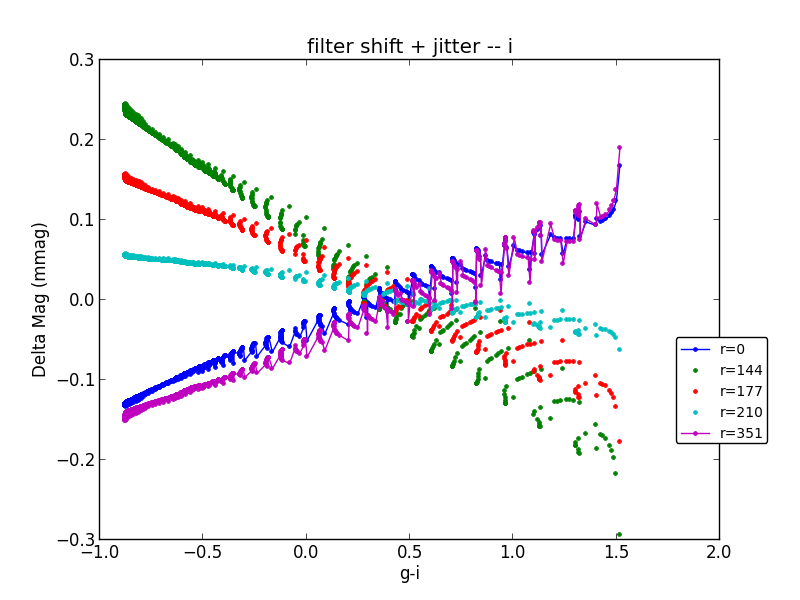 filter shift + jitter -- i
0.3
0.2
0.1
0.0
−0.1
−0.2
−0.3
Delta Mag (mmag)
−1.0
−0.5
0.0
0.5
1.0
1.5
2.0
g-i
r=0
r=144
r=177
r=210
r=351